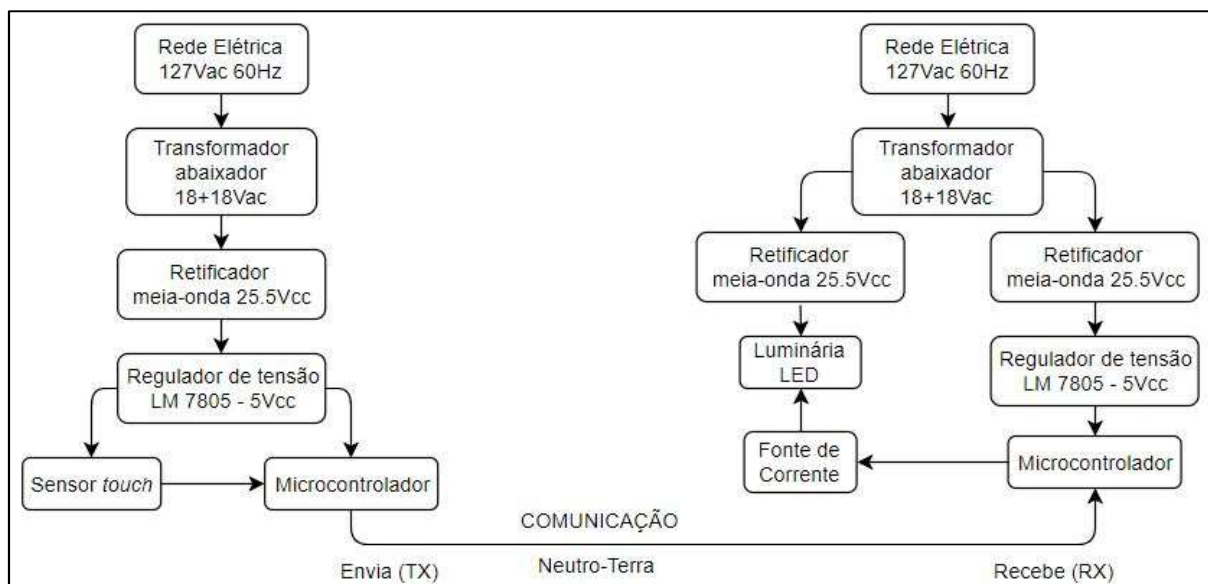 Rede Elétrica
127Vac 60Hz
Transformador
abaixador
18+18Vac
Retificador
meia-onda 25.5Vcc
Regulador de tensão
LM 7805 - 5Vcc
Sensor touch
Microcontrolador
Envia (TX)
COMUNICAÇÃO
Neutro-Terra
Rede Elétrica
127Vac 60Hz
Transformador
abaixador
18+18Vac
Retificador
meia-onda 25.5Vcc
Luminária
LED
Fonte de
Corrente
Retificador
meia-onda 25.5Vcc
Regulador de tensão
LM 7805 - 5Vcc
Microcontrolador
Recebe (RX)